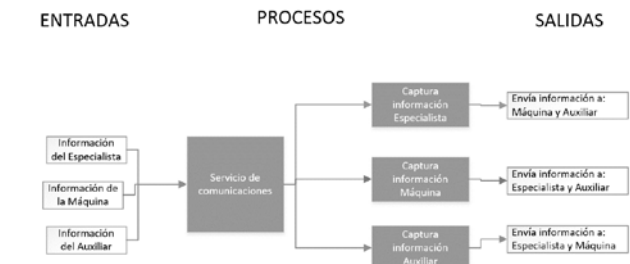 ENTRADAS
PROCESOS
SALIDAS
Información
del Especialista
Información de
la Máquina
Información
del Auxiliar
Servicio de
comunicaciones
Captura
información
Especialista
Captura
información
Máquina
Captura
información
Auxiliar
Envía información a:
Máquina y Auxiliar
Envía información a:
Especialista y Auxiliar
Envía información a:
Especialista y Máquina